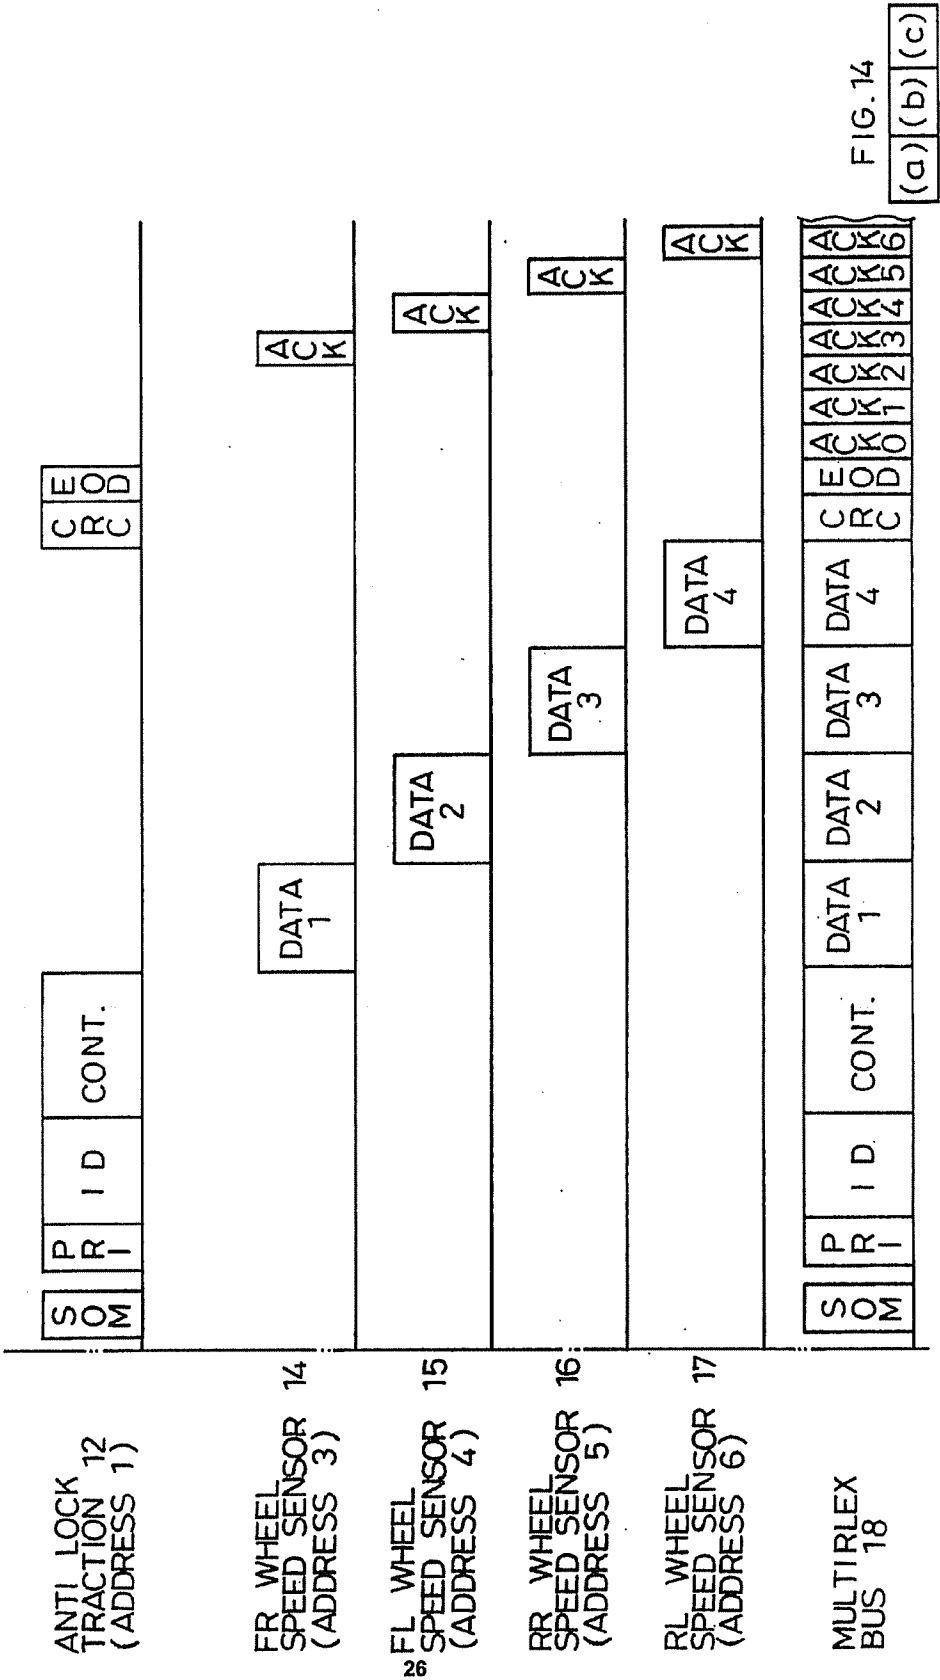 ANTI LOCK
TRACTION 12
(ADDRESS 1)
SOM
PRI
ID
CONT.
CRC
EOD
FR WHEEL
SPEED SENSOR 14
(ADDRESS 3)
DATA
1
ACK
FL WHEEL
SPEED SENSOR 15
(ADDRESS 4)
DATA
2
ACK
RR WHEEL
SPEED SENSOR 16
(ADDRESS 5)
DATA
3
ACK
RL WHEEL
SPEED SENSOR 17
(ADDRESS 6)
DATA
4
ACK
MULTIRLEX
BUS 18
SOM
PRI
ID.
CONT.
DATA
1
DATA
2
DATA
3
DATA
4
CRC
EOD
ACK0
ACK1
ACK2
ACK3
ACK4
ACK5
ACK6
FIG. 14
(a) (b) (c)
26